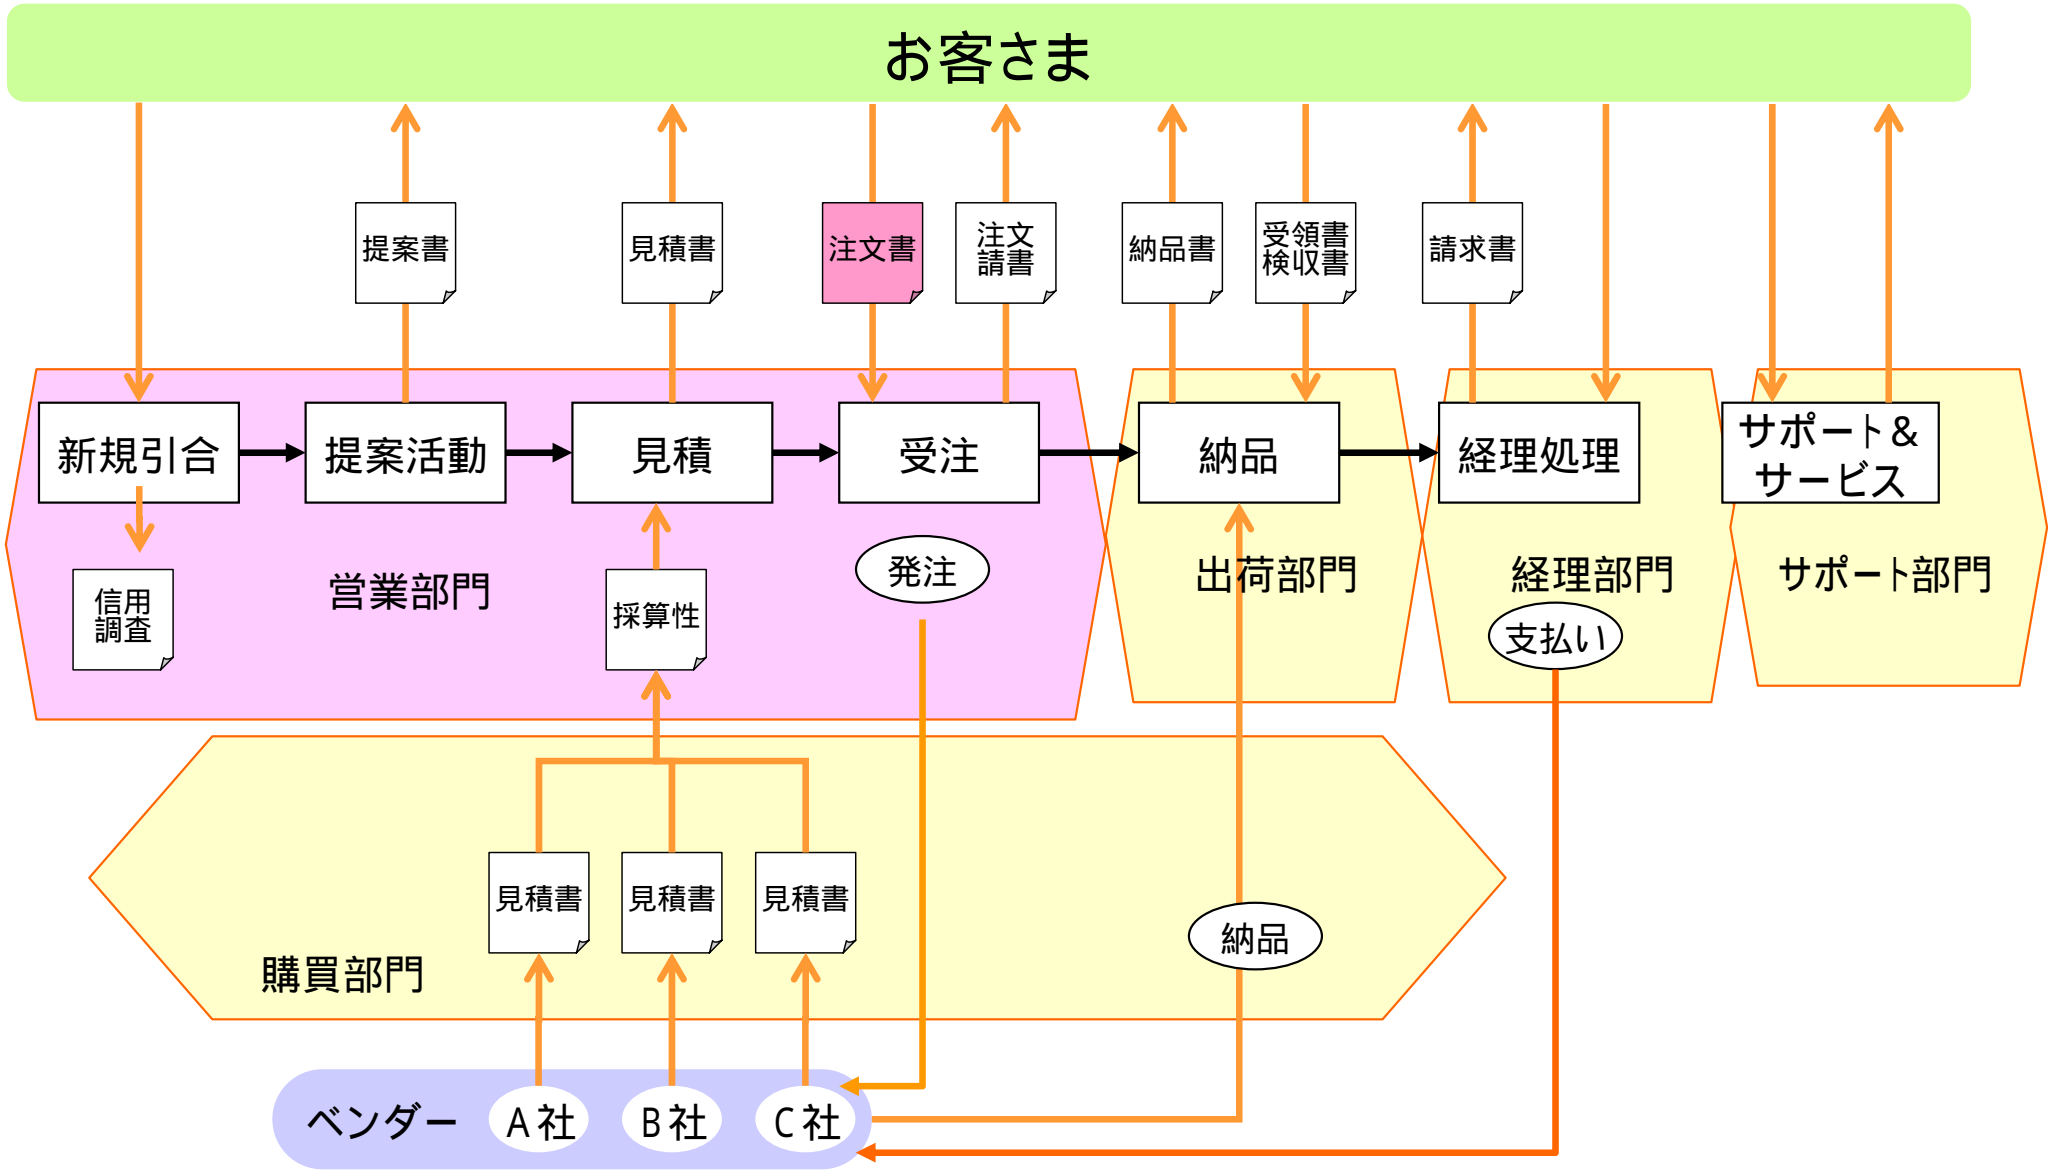 お客さま
提案書
見積書
注文書
注文
請書
納品書
受領書
検収書
請求書
新規引合
提案活動
見積
受注
納品
経理処理
サポート&
サービス
信用
調査
営業部門
採算性
発注
出荷部門
経理部門
支払い
サポート部門
見積書
見積書
見積書
納品
購買部門
ベンダー
A社
B社
C社